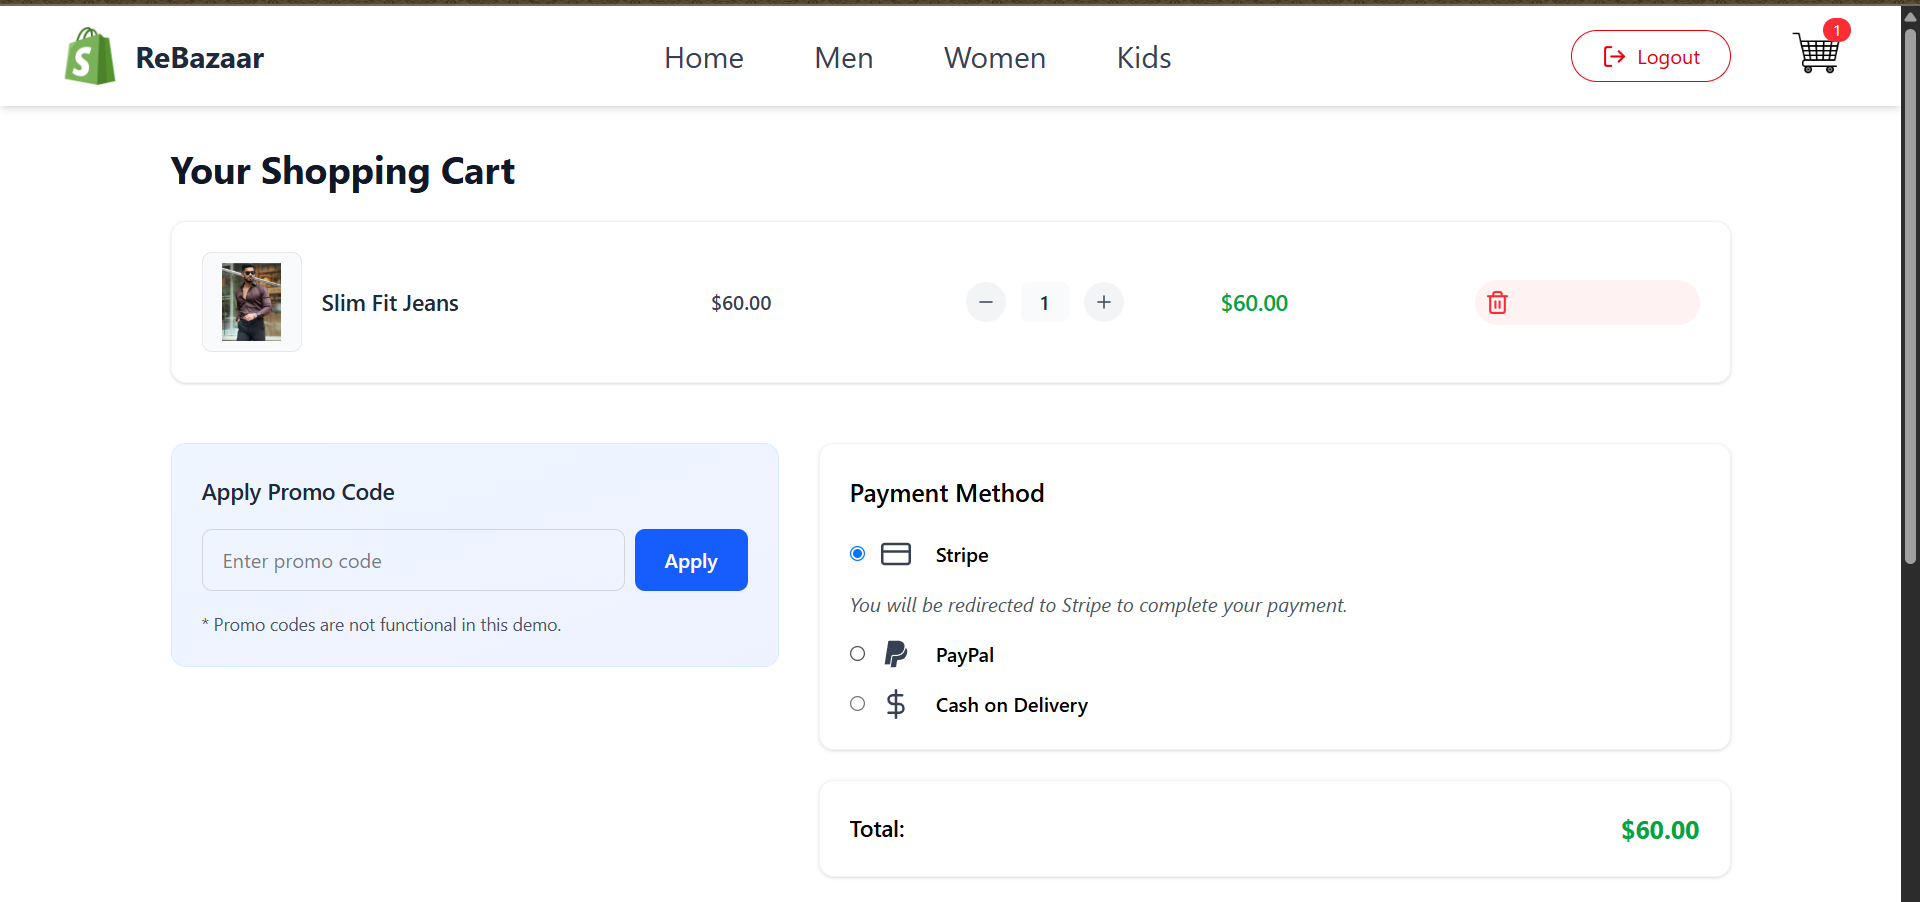 ReBazaar
Home Men Women Kids
Logout
1
Your Shopping Cart
Slim Fit Jeans $60.00 − 1 + $60.00
Apply Promo Code
Enter promo code Apply
* Promo codes are not functional in this demo.
Payment Method
Stripe
You will be redirected to Stripe to complete your payment.
PayPal
Cash on Delivery
Total: $60.00